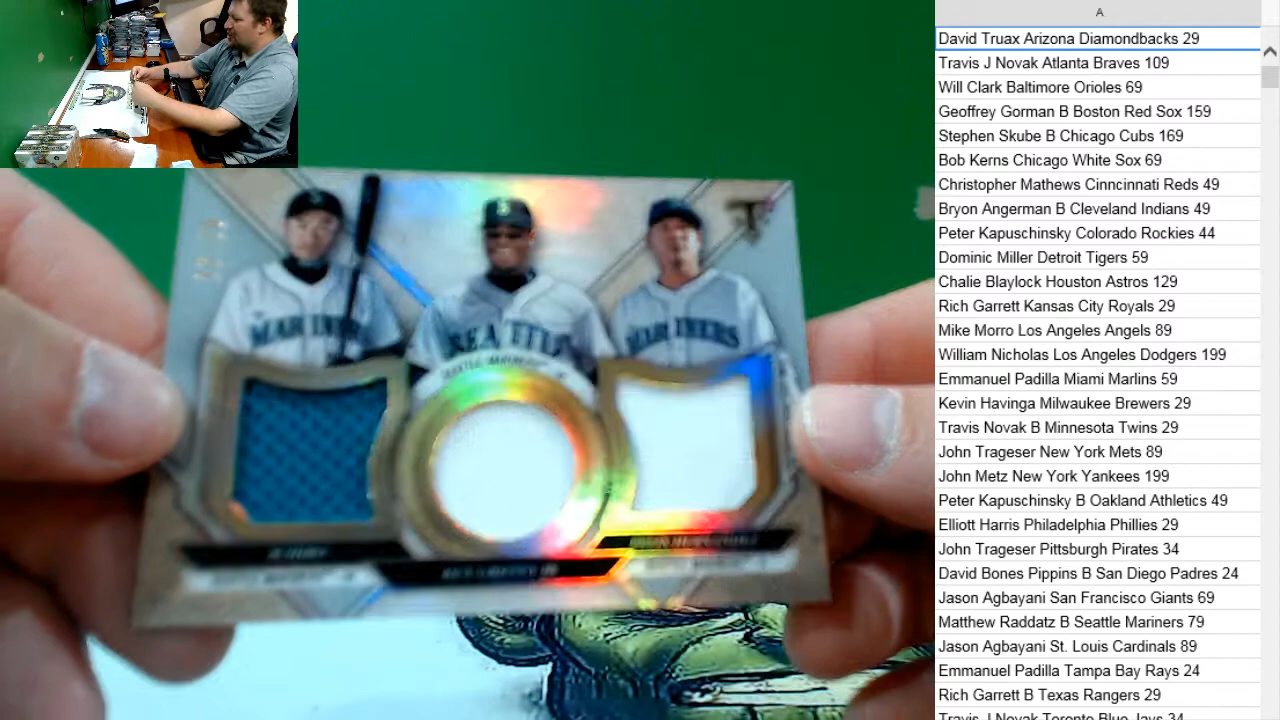 A
David Truax Arizona Diamondbacks 29
Travis J Novak Atlanta Braves 109
Will Clark Baltimore Orioles 69
Geoffrey Gorman B Boston Red Sox 159
Stephen Skube B Chicago Cubs 169
Bob Kerns Chicago White Sox 69
Christopher Mathews Cinncinnati Reds 49
Bryon Angerman B Cleveland Indians 49
Peter Kapuschinsky Colorado Rockies 44
Dominic Miller Detroit Tigers 59
Chalie Blaylock Houston Astros 129
Rich Garrett Kansas City Royals 29
Mike Morro Los Angeles Angels 89
William Nicholas Los Angeles Dodgers 199
Emmanuel Padilla Miami Marlins 59
Kevin Havinga Milwaukee Brewers 29
Travis Novak B Minnesota Twins 29
John Trageser New York Mets 89
John Metz New York Yankees 199
Peter Kapuschinsky B Oakland Athletics 49
Elliott Harris Philadelphia Phillies 29
John Trageser Pittsburgh Pirates 34
David Bones Pippins B San Diego Padres 24
Jason Agbayani San Francisco Giants 69
Matthew Raddatz B Seattle Mariners 79
Jason Agbayani St. Louis Cardinals 89
Emmanuel Padilla Tampa Bay Rays 24
Rich Garrett B Texas Rangers 29
Travis J Novak Toronto Blue Jays 34
MARINERS
SEATTLE
MARINERS